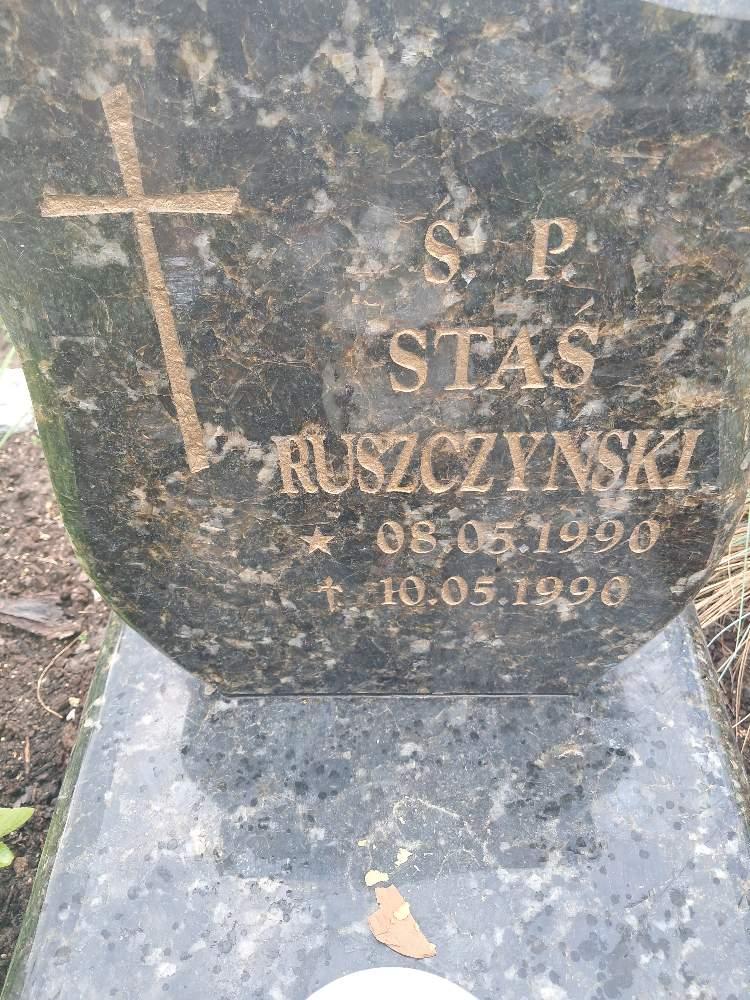 S. P.
STAŚ
RUSZCZYNSKI
★ 08.05.1990
† 10.05.1990